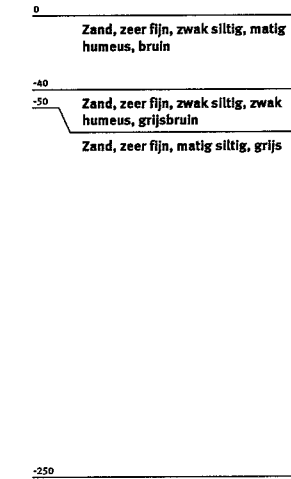 0
Zand, zeer fijn, zwak siltig, matig
humeus, bruin
-40
-50
Zand, zeer fijn, zwak siltig, zwak
humeus, grijsbruin
Zand, zeer fijn, matig siltig, grijs
-250